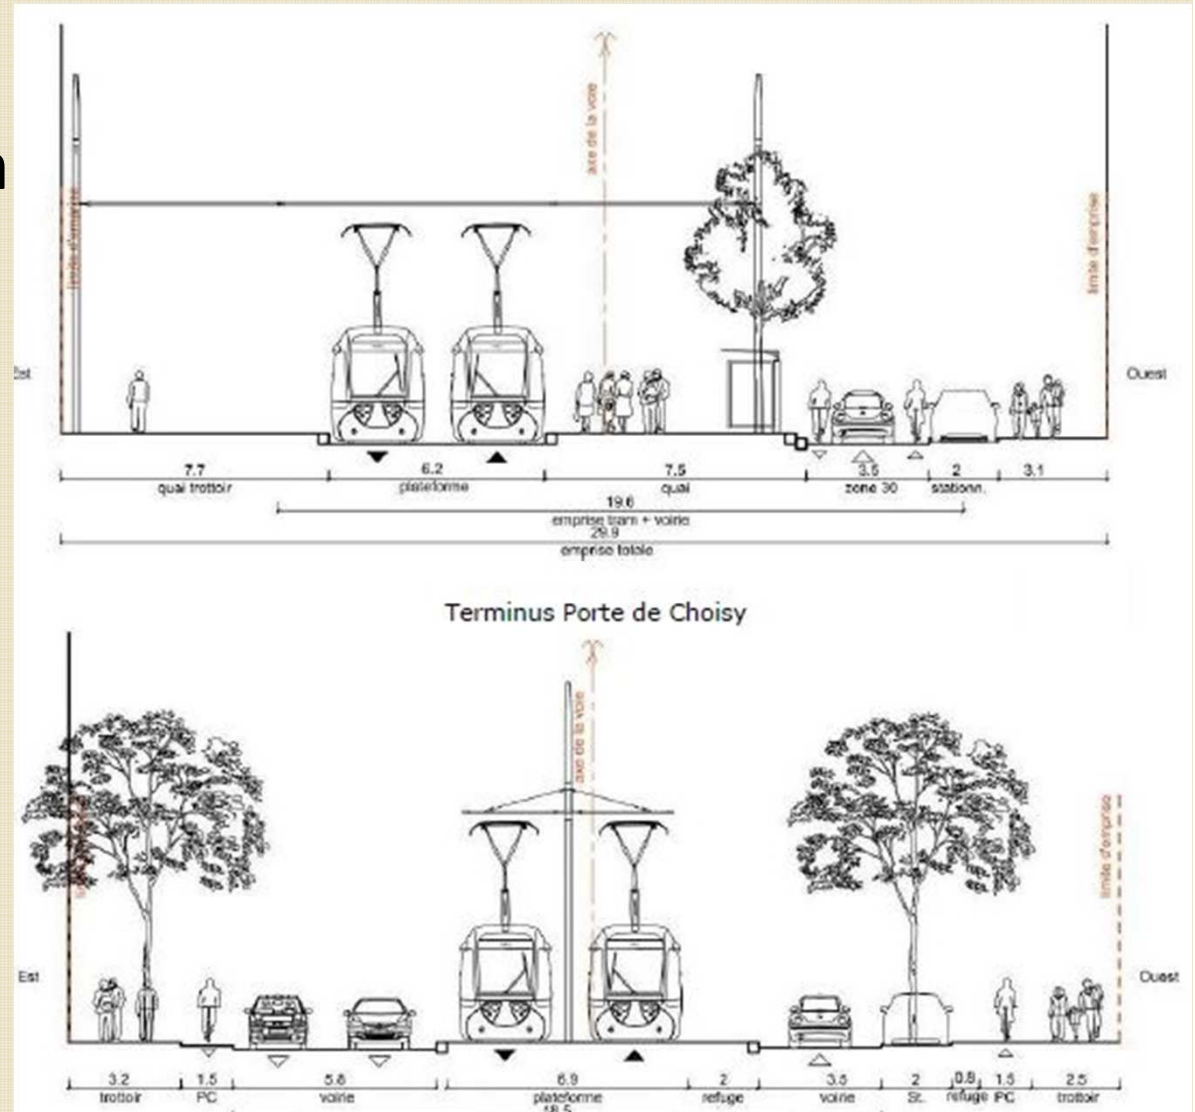 axe de la voie
limite d'emprise
limite d'emprise
Ouest
7.7 6.2 7.5 3.5 2 3.1
quai trottoir plateforme quai zone 30 stationn.
19.6
emprise tram + voirie
29.9
emprise totale
Terminus Porte de Choisy
axe de la voie
limite d'emprise
Est Ouest
3.2 1.5 5.8 6.9 2 3.5 2 0.8 1.5 2.5
trottoir PC voirie plateforme refuge voirie St. refuge PC trottoir
18.5